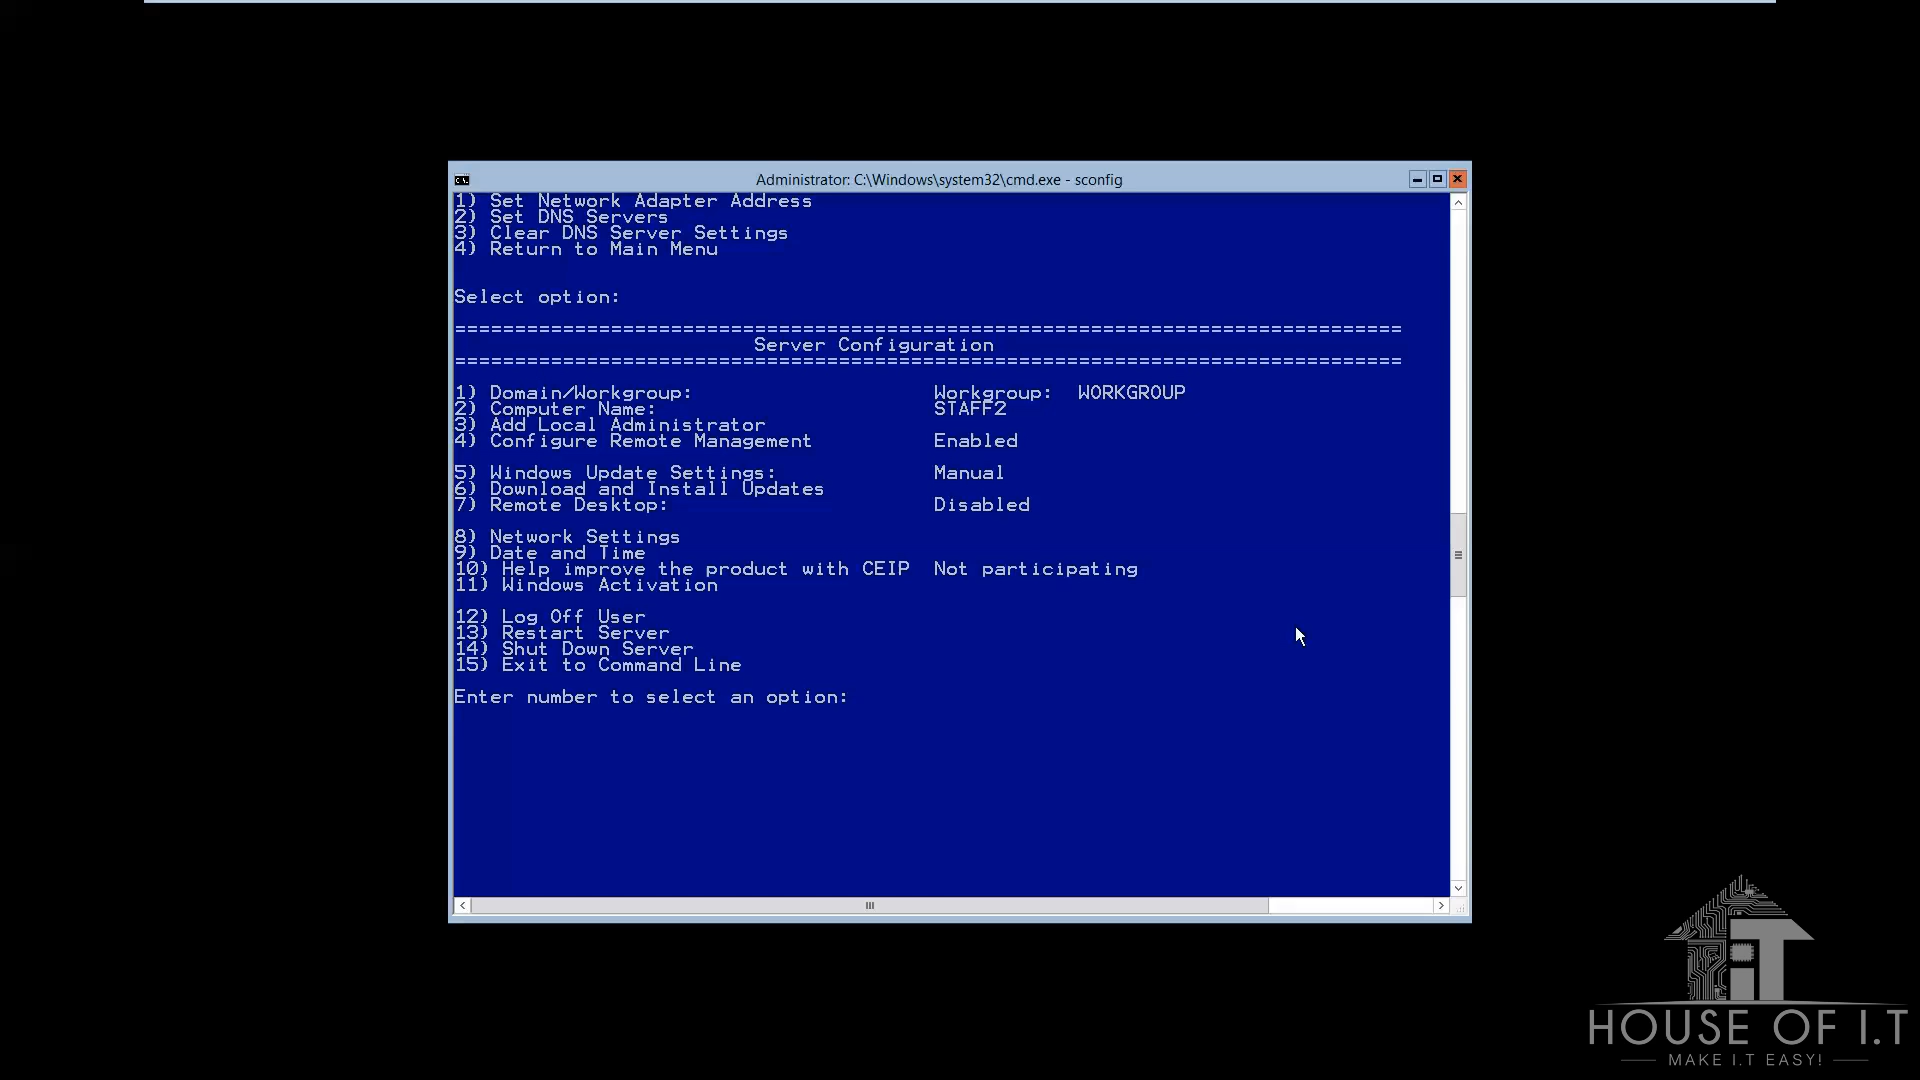 Administrator: C:\Windows\system32\cmd.exe - sconfig
1) Set Network Adapter Address
2) Set DNS Servers
3) Clear DNS Server Settings
4) Return to Main Menu
Select option:
===============================================================================
Server Configuration
===============================================================================
1) Domain/Workgroup: Workgroup: WORKGROUP
2) Computer Name: STAFF2
3) Add Local Administrator
4) Configure Remote Management Enabled
5) Windows Update Settings: Manual
6) Download and Install Updates
7) Remote Desktop: Disabled
8) Network Settings
9) Date and Time
10) Help improve the product with CEIP Not participating
11) Windows Activation
12) Log Off User
13) Restart Server
14) Shut Down Server
15) Exit to Command Line
Enter number to select an option:
iT
HOUSE OF I.T
MAKE I.T EASY!